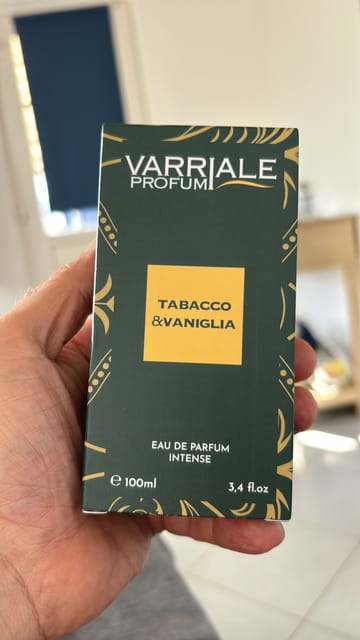 VARRIALE
PROFUMI
TABACCO
&VANIGLIA
EAU DE PARFUM
INTENSE
℮ 100ml
3,4 fl.oz